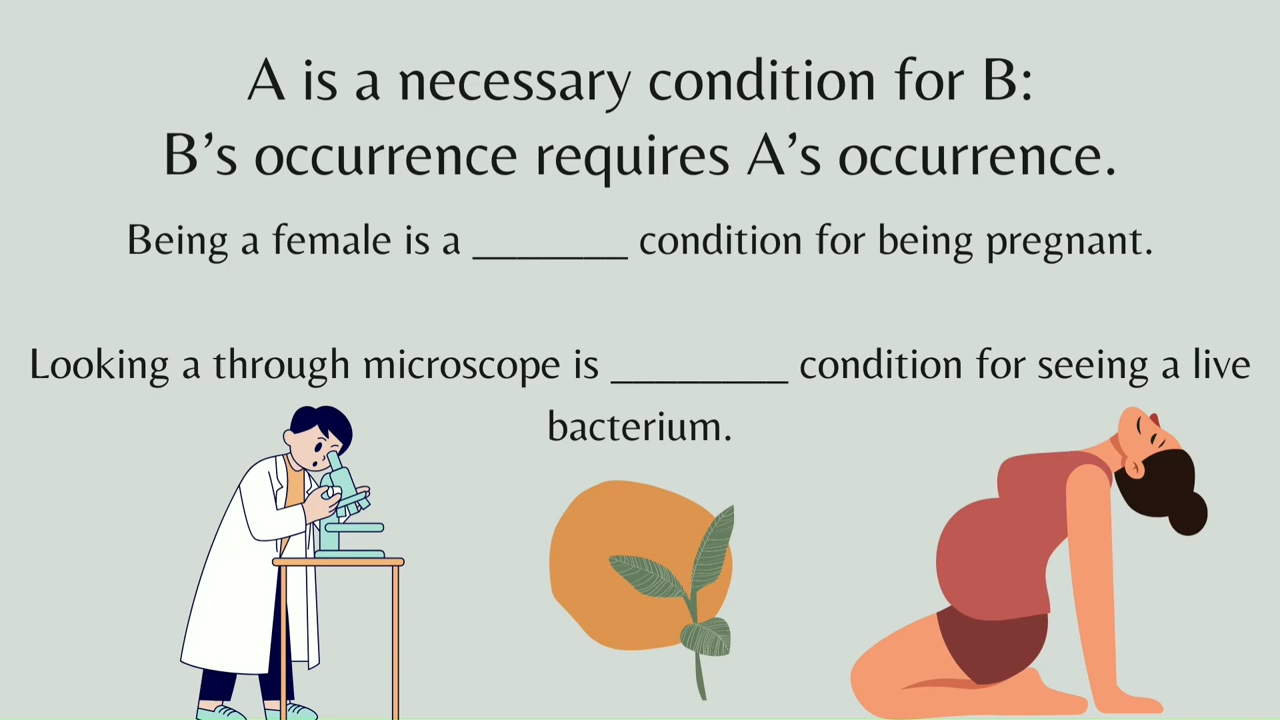 A is a necessary condition for B:
B’s occurrence requires A’s occurrence.
Being a female is a _______ condition for being pregnant.
Looking a through microscope is ________ condition for seeing a live
bacterium.